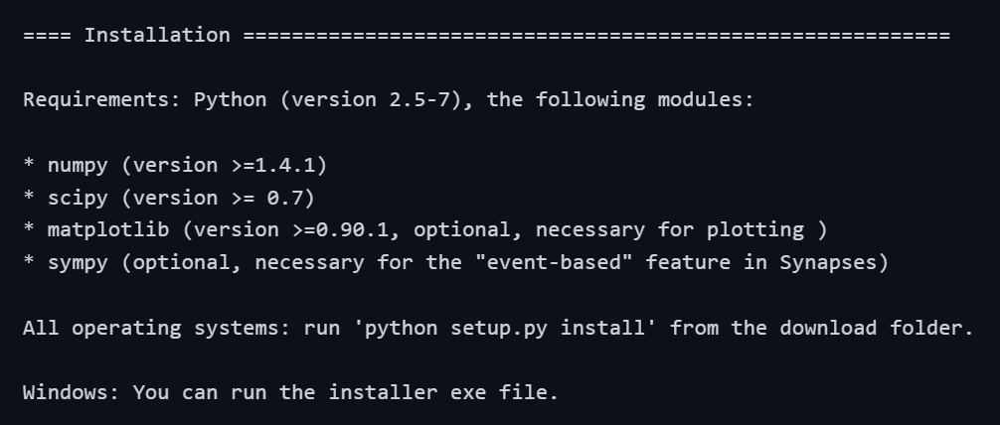 ==== Installation ==========================================================
Requirements: Python (version 2.5-7), the following modules:
* numpy (version >=1.4.1)
* scipy (version >= 0.7)
* matplotlib (version >=0.90.1, optional, necessary for plotting )
* sympy (optional, necessary for the "event-based" feature in Synapses)
All operating systems: run 'python setup.py install' from the download folder.
Windows: You can run the installer exe file.